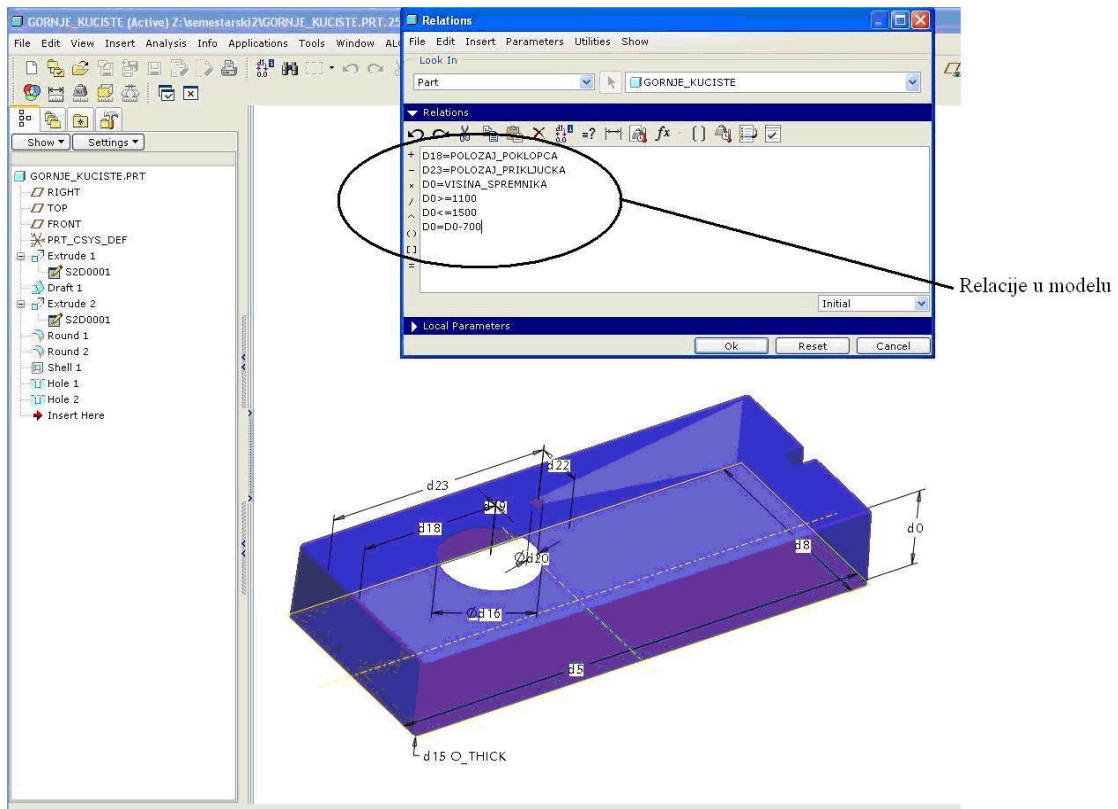 GORNJE_KUCISTE (Active) Z:\semestarski2\GORNJE_KUCISTE.PRT.25
File Edit View Insert Analysis Info Applications Tools Window
Show Settings
GORNJE_KUCISTE.PRT
RIGHT
TOP
FRONT
PRT_CSYS_DEF
Extrude 1
S2D0001
Draft 1
Extrude 2
S2D0001
Round 1
Round 2
Shell 1
Hole 1
Hole 2
Insert Here
Relations
File Edit Insert Parameters Utilities Show
Look In
Part GORNJE_KUCISTE
Relations
D18=POLOZAJ_POKLOPCA
D23=POLOZAJ_PRIKLJUCKA
D0=VISINA_SPREMNIKA
D0>=1100
D0<=1500
D0=D0-700
Initial
Local Parameters
Ok Reset Cancel
Relacije u modelu
d23
d22
d19
d18
Ød20
Ød16
d8
d0
d5
d15 O_THICK